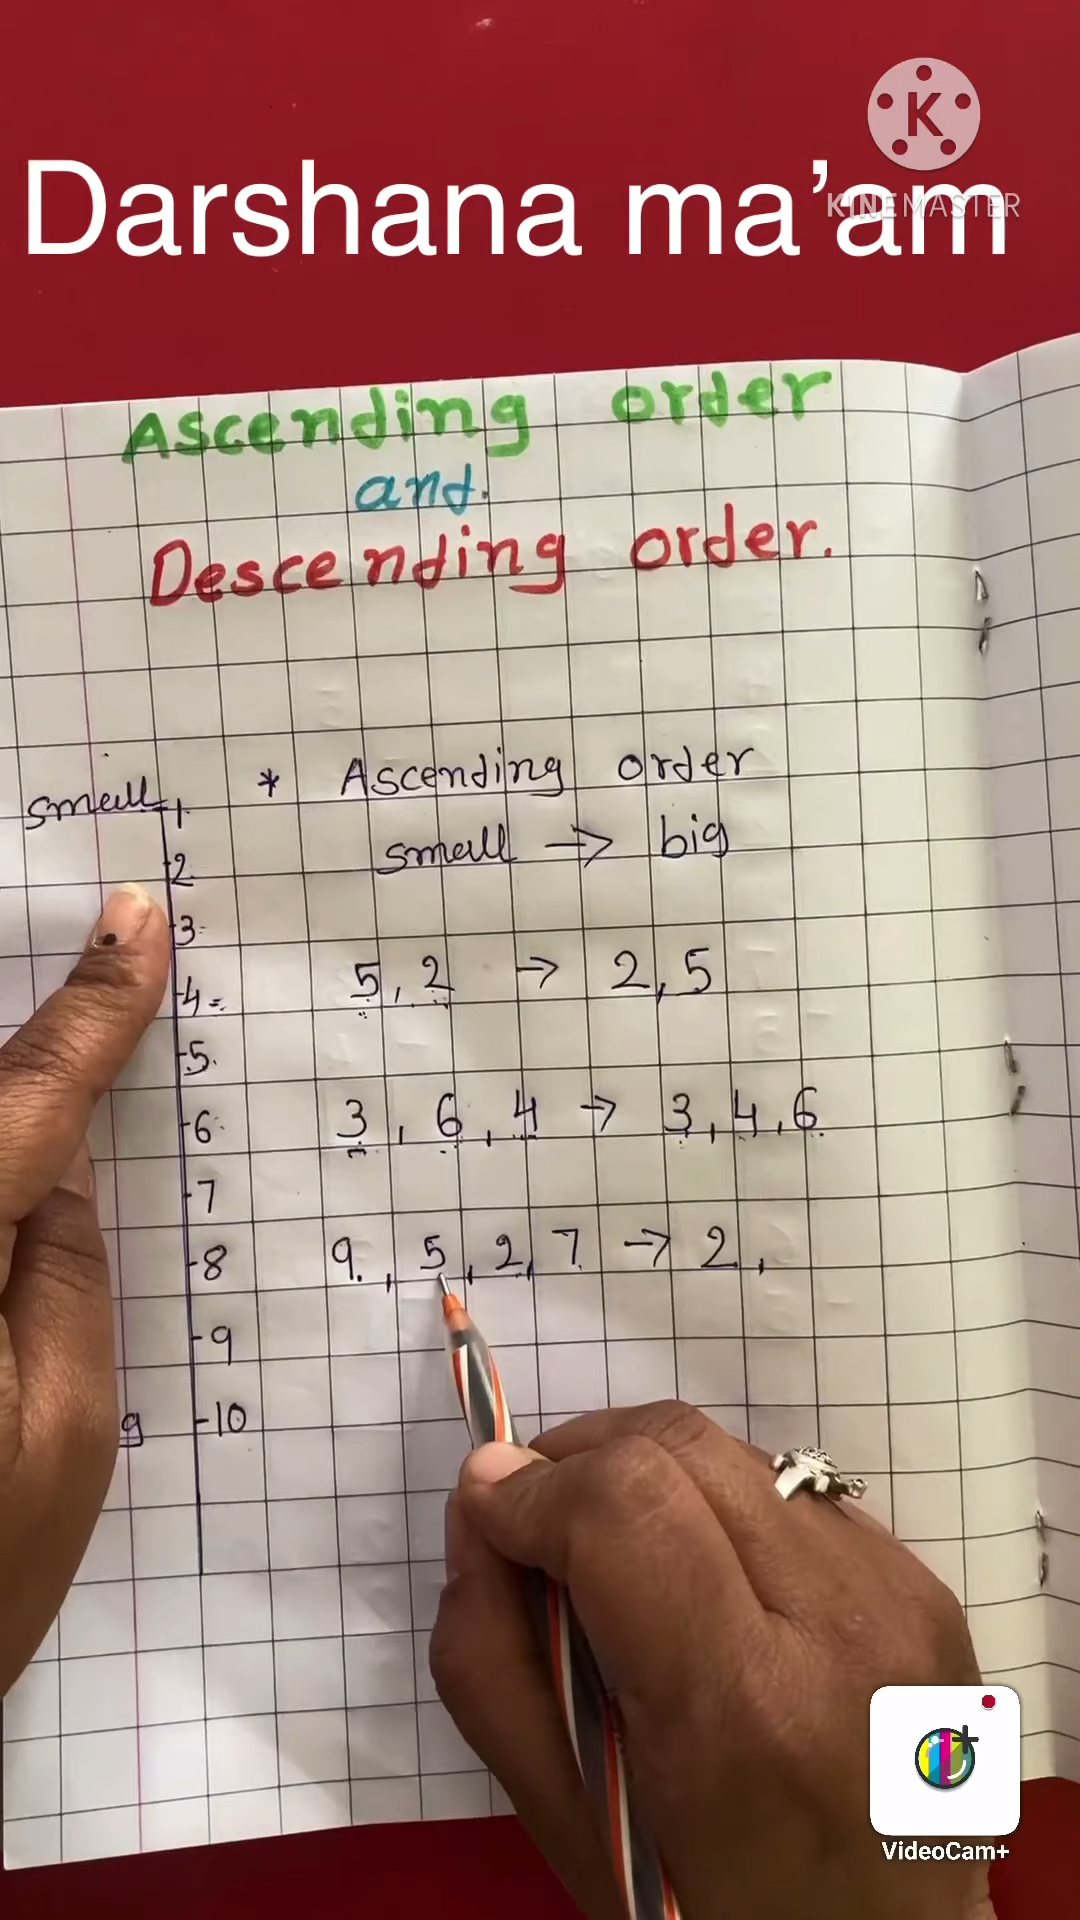 K
KINEMASTER
Darshana ma’am
Ascending order
and.
Descending order.
* Ascending order
small → big
small
1
2
3
4
5
6
7
8
9
10
g
5, 2 → 2, 5
3, 6, 4 → 3, 4, 6
9, 5, 2, 7 → 2,
VideoCam+